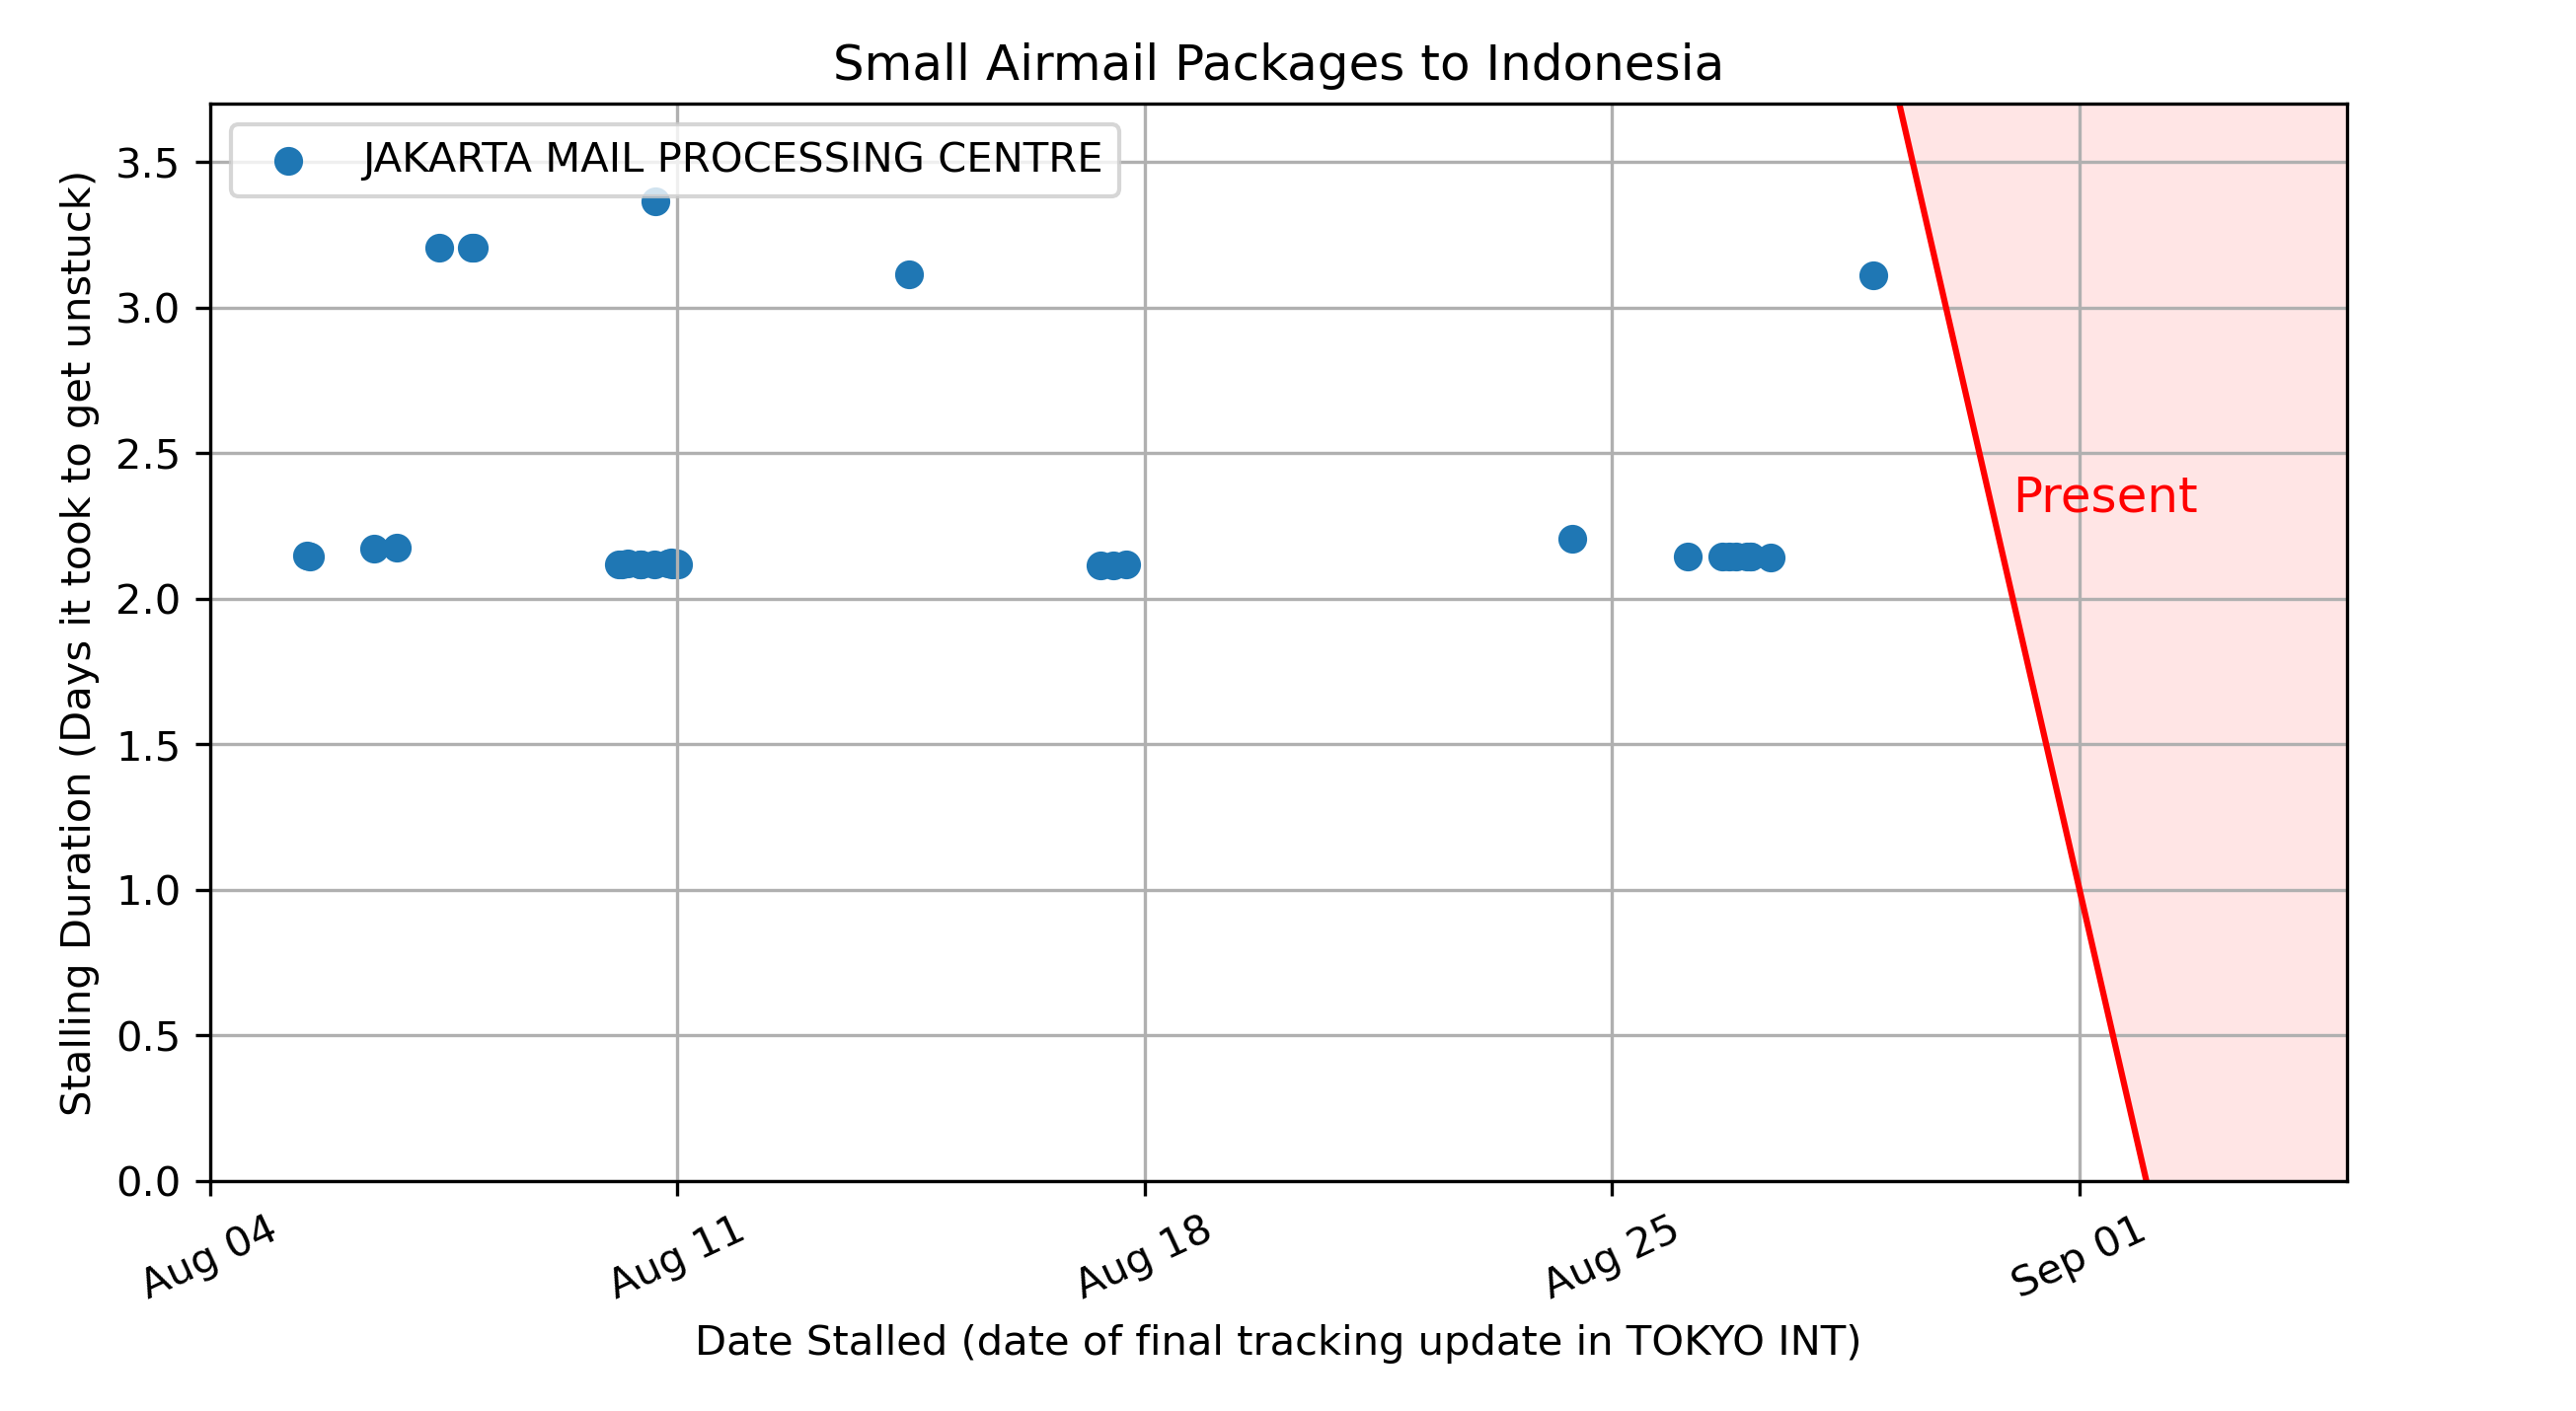 Small Airmail Packages to Indonesia
JAKARTA MAIL PROCESSING CENTRE
Stalling Duration (Days it took to get unstuck)
3.5
3.0
2.5
2.0
1.5
1.0
0.5
0.0
Present
Aug 04
Aug 11
Aug 18
Aug 25
Sep 01
Date Stalled (date of final tracking update in TOKYO INT)